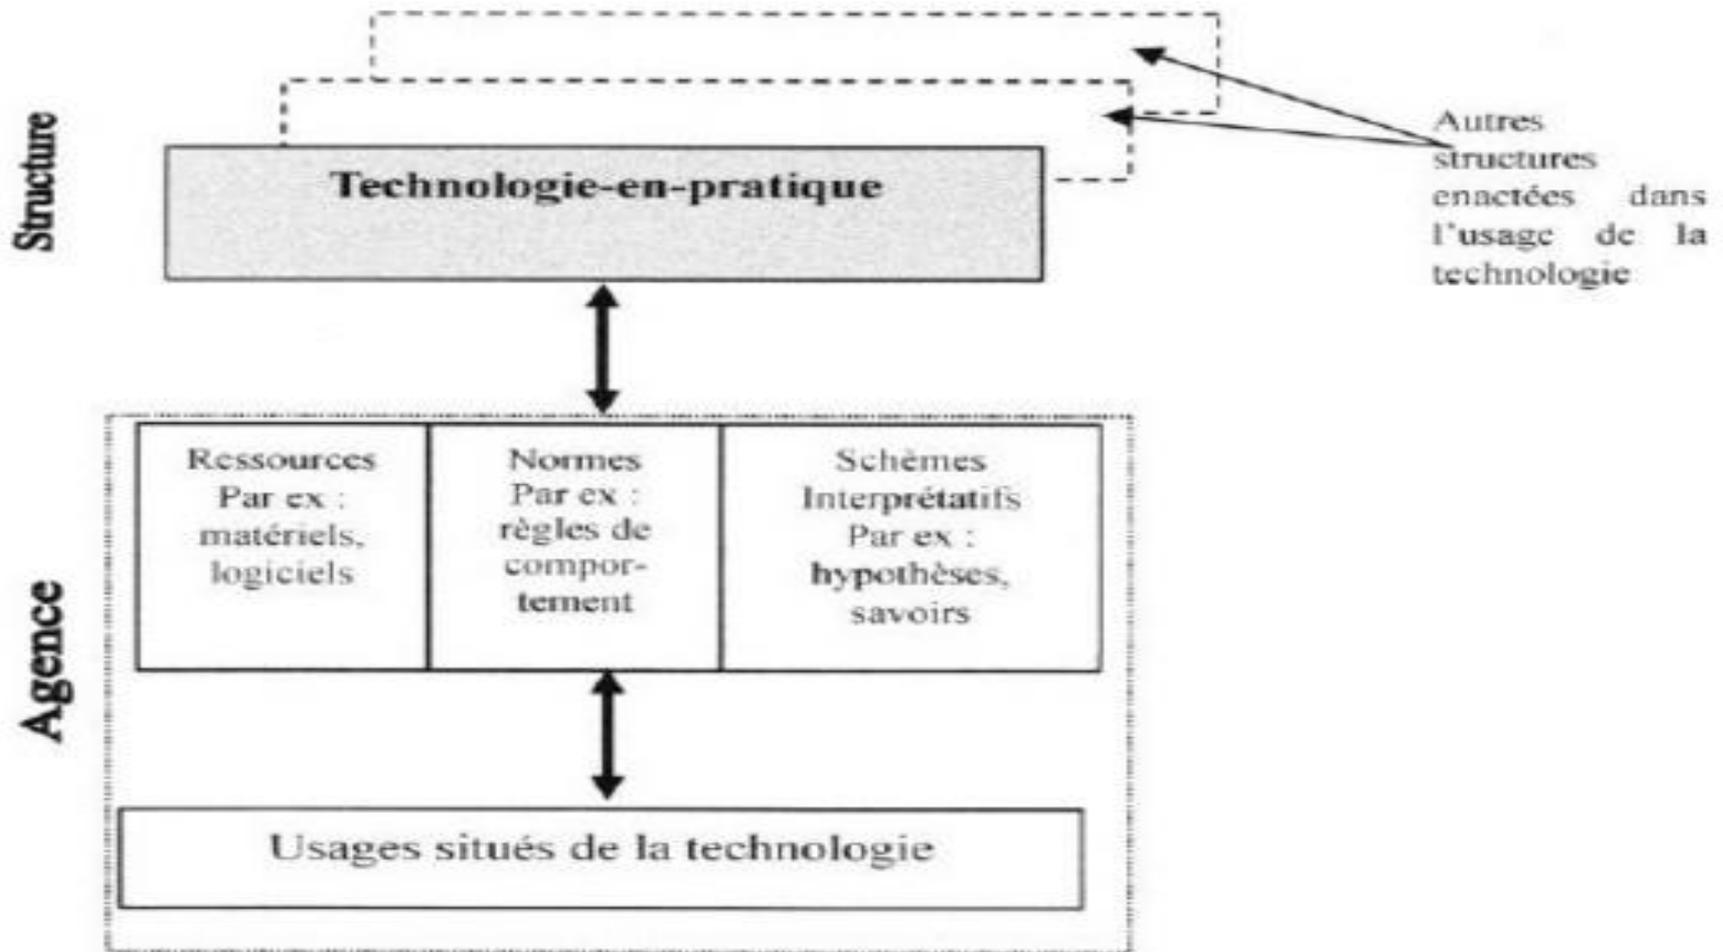 Structure
Technologie-en-pratique
Autres
structures
enactées dans
l'usage de la
technologie
Agence
Ressources
Par ex :
matériels,
logiciels
Normes
Par ex :
règles de
compor-
tement
Schèmes
Interprétatifs
Par ex :
hypothèses,
savoirs
Usages situés de la technologie